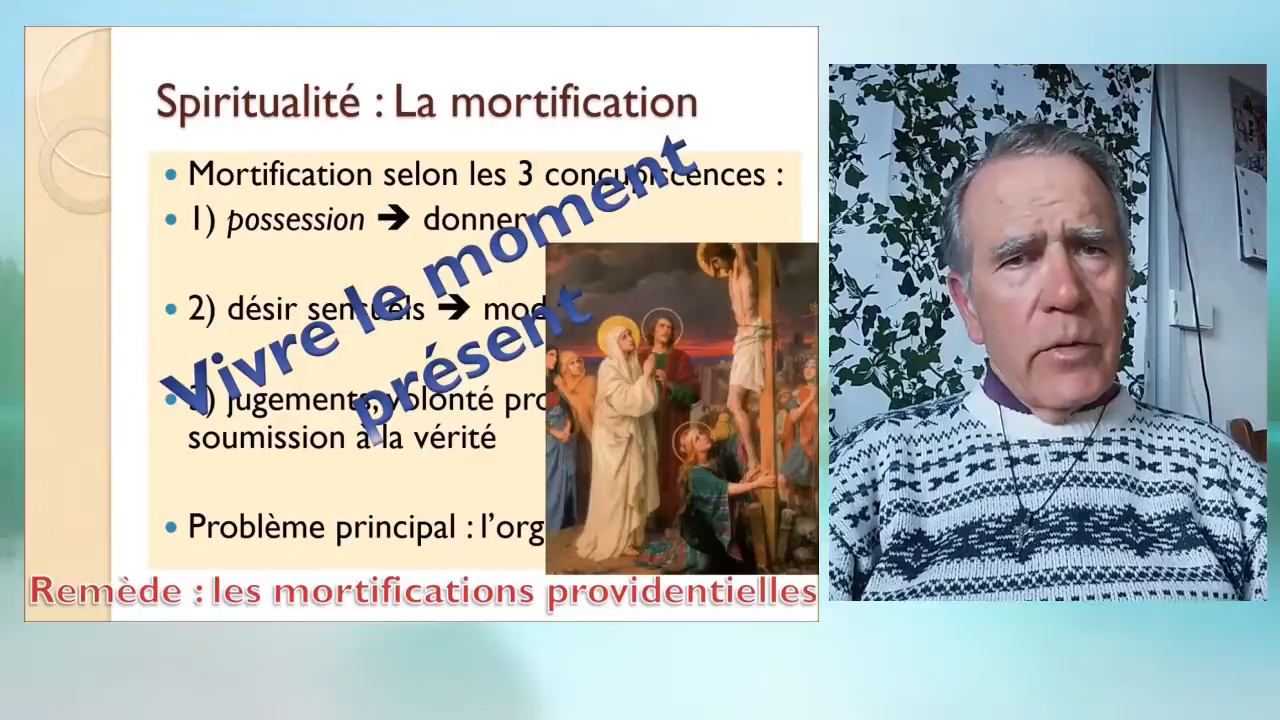 Spiritualité : La mortification
Mortification selon les 3 concupiscences :
1) possession ➔ donner
2) désir sensuels ➔ mod
3) jugements, volonté pro
soumission à la vérité
Problème principal : l'org
Vivre le moment
présent
Remède : les mortifications providentielles